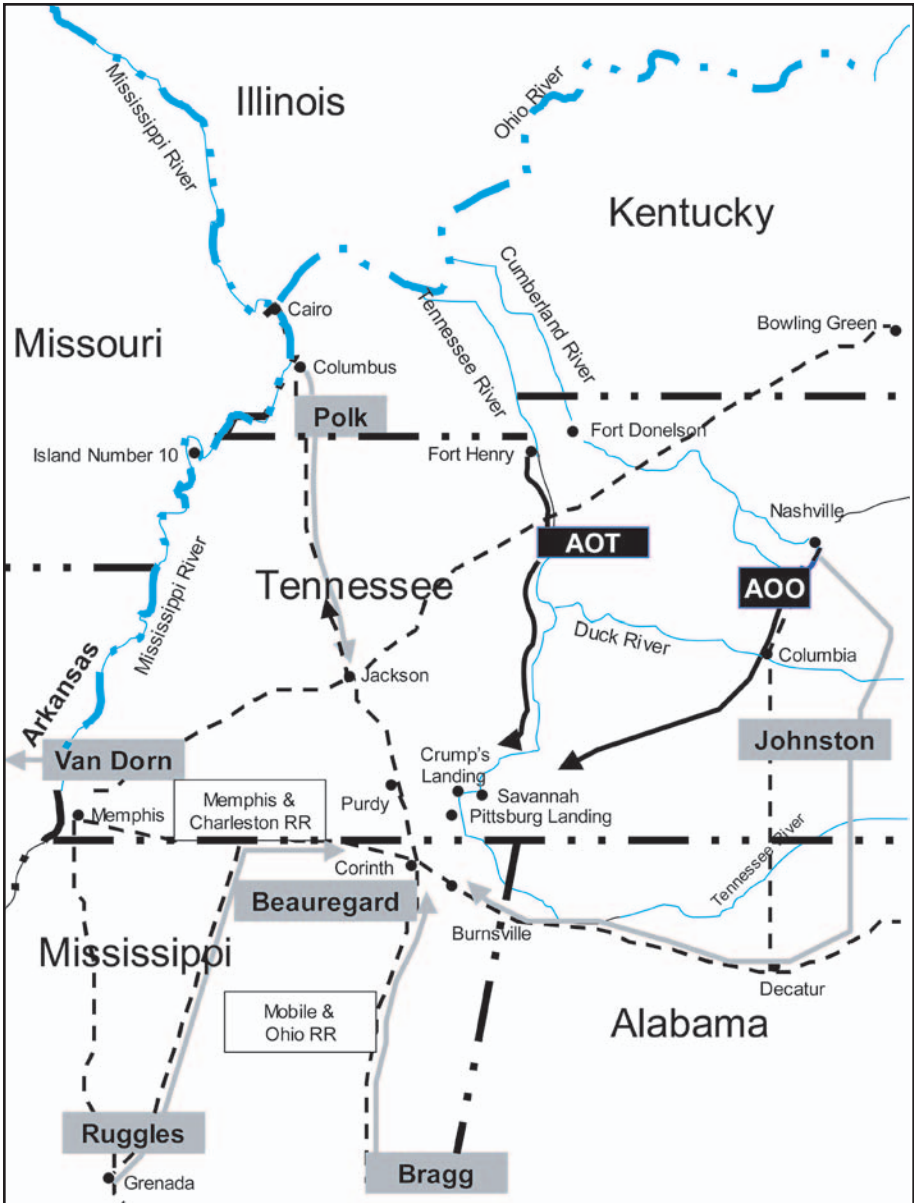 Illinois
Mississippi River
Ohio River
Kentucky
Cumberland River
Tennessee River
Cairo
Bowling Green
Missouri
Columbus
Polk
Fort Donelson
Island Number 10
Fort Henry
Nashville
AOT
Mississippi River
Tennessee
AOO
Duck River
Columbia
Arkansas
Jackson
Van Dorn
Johnston
Crump's
Landing
Memphis &
Charleston RR
Purdy
Savannah
Memphis
Pittsburg Landing
Corinth
Tennessee River
Beauregard
Burnsville
Mississippi
Decatur
Mobile &
Ohio RR
Alabama
Ruggles
Bragg
Grenada